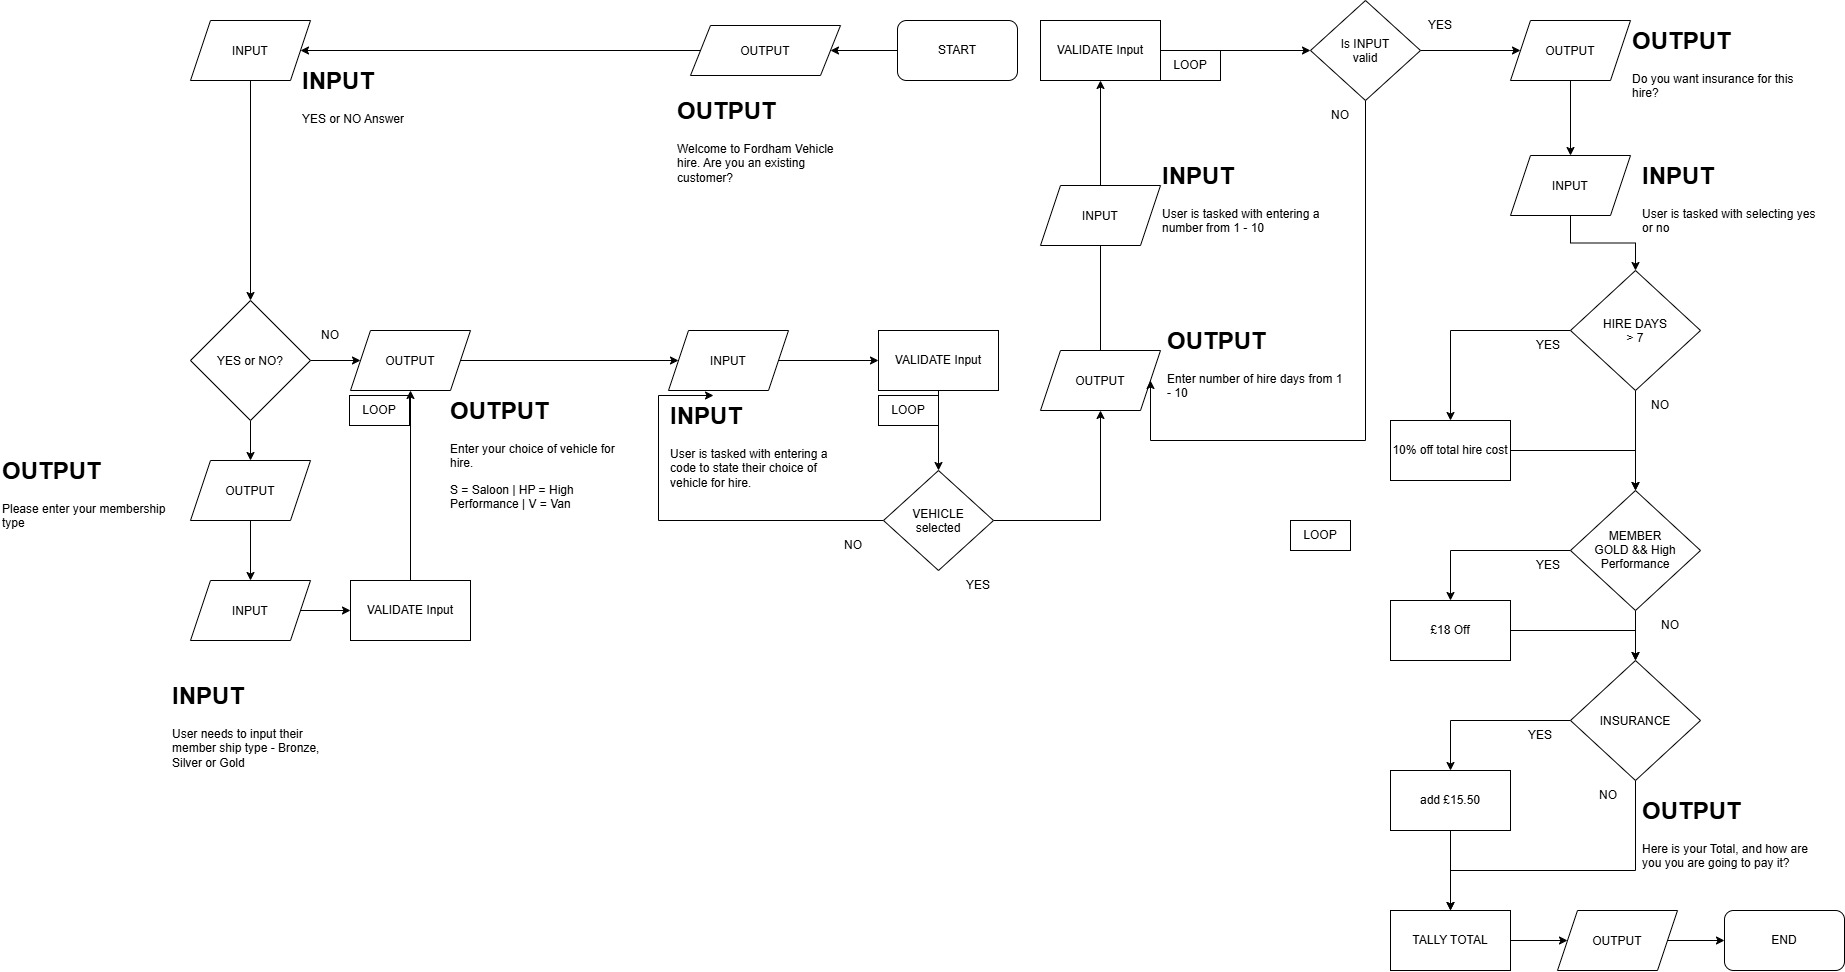 START
OUTPUT
OUTPUT
Welcome to Fordham Vehicle
hire. Are you an existing
customer?
INPUT
INPUT
YES or NO Answer
YES or NO?
NO
OUTPUT
OUTPUT
Please enter your membership
type
INPUT
INPUT
User needs to input their
member ship type - Bronze,
Silver or Gold
VALIDATE Input
OUTPUT
LOOP
OUTPUT
Enter your choice of vehicle for
hire.
S = Saloon | HP = High
Performance | V = Van
INPUT
INPUT
User is tasked with entering a
code to state their choice of
vehicle for hire.
VALIDATE Input
LOOP
VEHICLE
selected
NO
YES
OUTPUT
OUTPUT
Enter number of hire days from 1
- 10
INPUT
INPUT
User is tasked with entering a
number from 1 - 10
VALIDATE Input
LOOP
Is INPUT
valid
NO
YES
OUTPUT
OUTPUT
Do you want insurance for this
hire?
INPUT
INPUT
User is tasked with selecting yes
or no
HIRE DAYS
> 7
YES
NO
10% off total hire cost
LOOP
MEMBER
GOLD && High
Performance
YES
NO
£18 Off
INSURANCE
YES
NO
add £15.50
OUTPUT
Here is your Total, and how are
you you are going to pay it?
TALLY TOTAL
OUTPUT
END